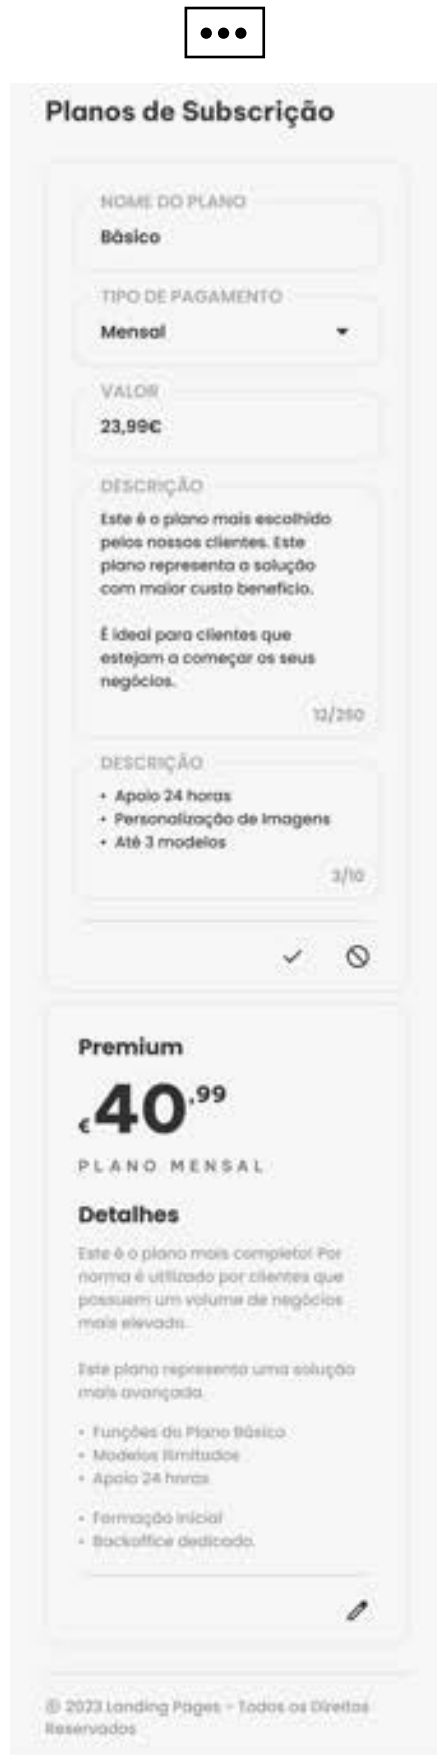 Planos de Subscrição
NOME DO PLANO
Básico
TIPO DE PAGAMENTO
Mensal
VALOR
23,99€
DESCRIÇÃO
Este é o plano mais escolhido
pelos nossos clientes. Este
plano representa a solução
com maior custo benefício.
É ideal para clientes que
estejam a começar os seus
negócios.
12/250
DESCRIÇÃO
• Apoio 24 horas
• Personalização de Imagens
• Até 3 modelos
3/10
Premium
€40,99
PLANO MENSAL
Detalhes
Este é o plano mais completo! Por
norma é utilizado por clientes que
possuem um volume de negócios
mais elevado.
Este plano representa uma solução
mais avançada.
• Funções do Plano Básico
• Modelos Ilimitados
• Apoio 24 horas
• Formação Inicial
• Backoffice dedicado.
© 2023 Landing Pages - Todos os Direitos
Reservados